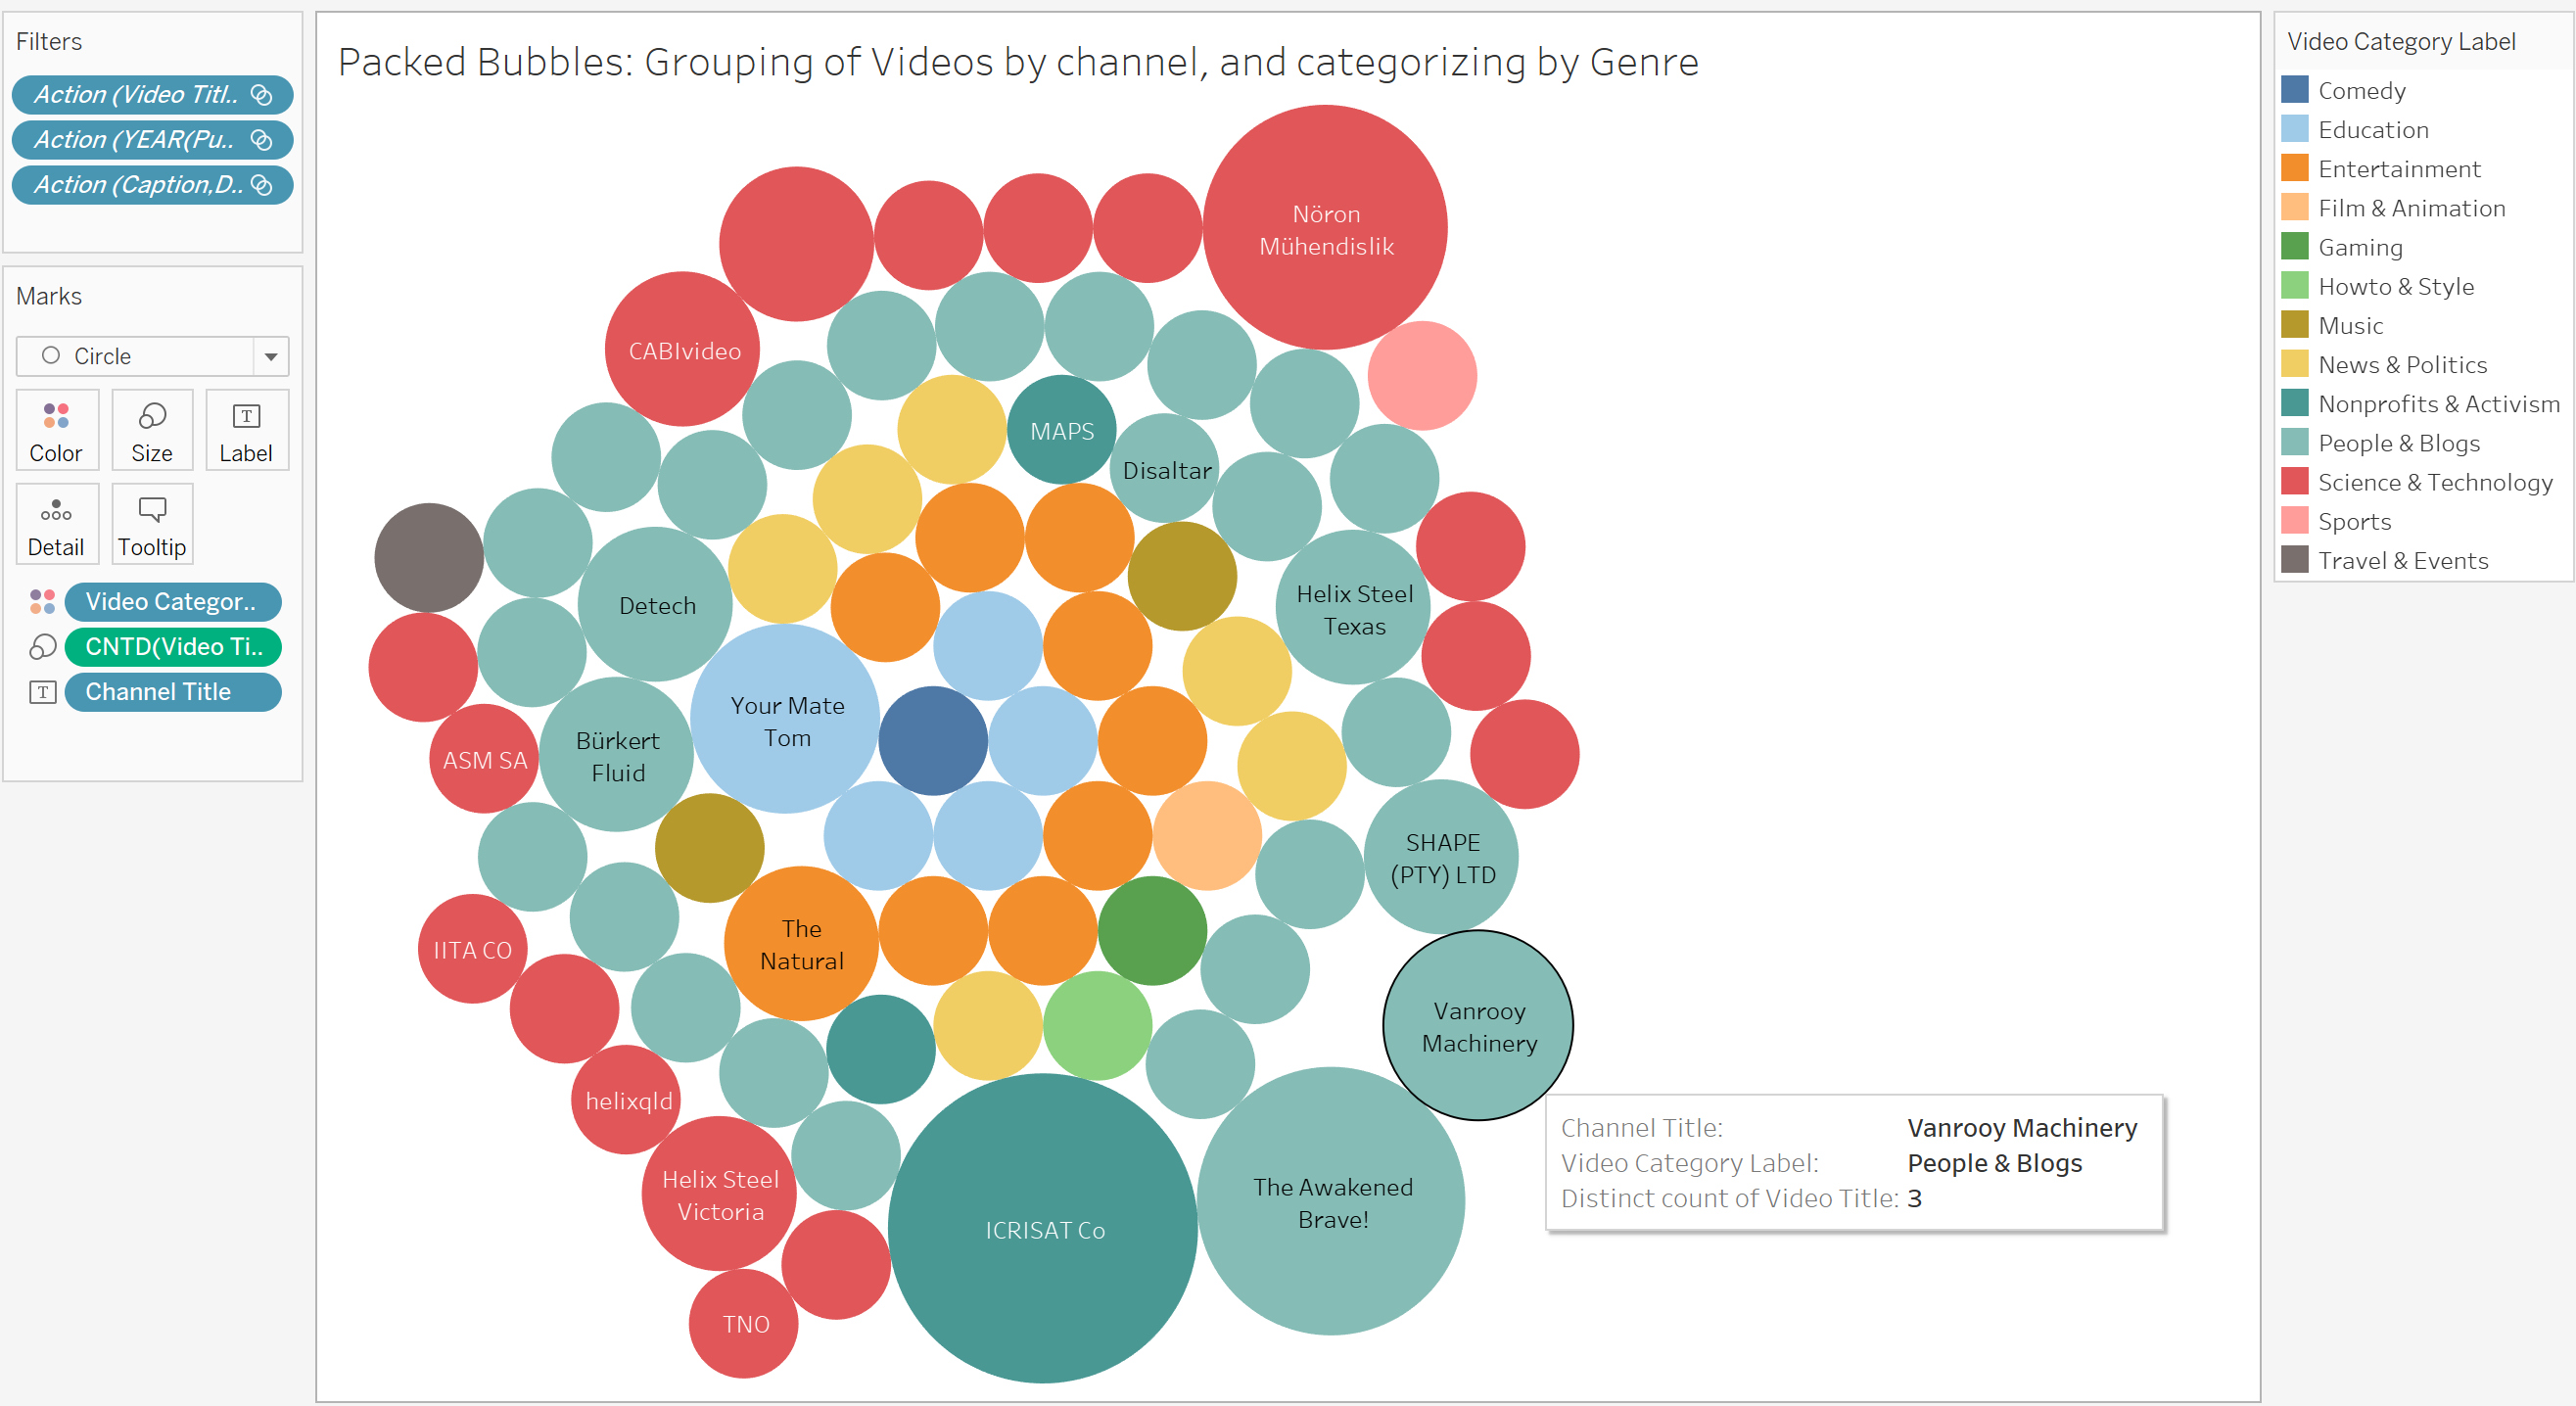 Filters
Action (Video Titl..
Action (YEAR(Pu..
Action (Caption,D..
Marks
Circle
Color
Size
T
Label
Detail
Tooltip
Video Categor..
CNTD(Video Ti..
T
Channel Title
Packed Bubbles: Grouping of Videos by channel, and categorizing by Genre
Nöron
Mühendislik
CABIvideo
MAPS
Disaltar
Detech
Helix Steel
Texas
Your Mate
Tom
Bürkert
Fluid
ASM SA
SHAPE
(PTY) LTD
The
Natural
IITA CO
Vanrooy
Machinery
helixqld
Helix Steel
Victoria
The Awakened
Brave!
ICRISAT Co
TNO
Channel Title: Vanrooy Machinery
Video Category Label: People & Blogs
Distinct count of Video Title: 3
Video Category Label
Comedy
Education
Entertainment
Film & Animation
Gaming
Howto & Style
Music
News & Politics
Nonprofits & Activism
People & Blogs
Science & Technology
Sports
Travel & Events